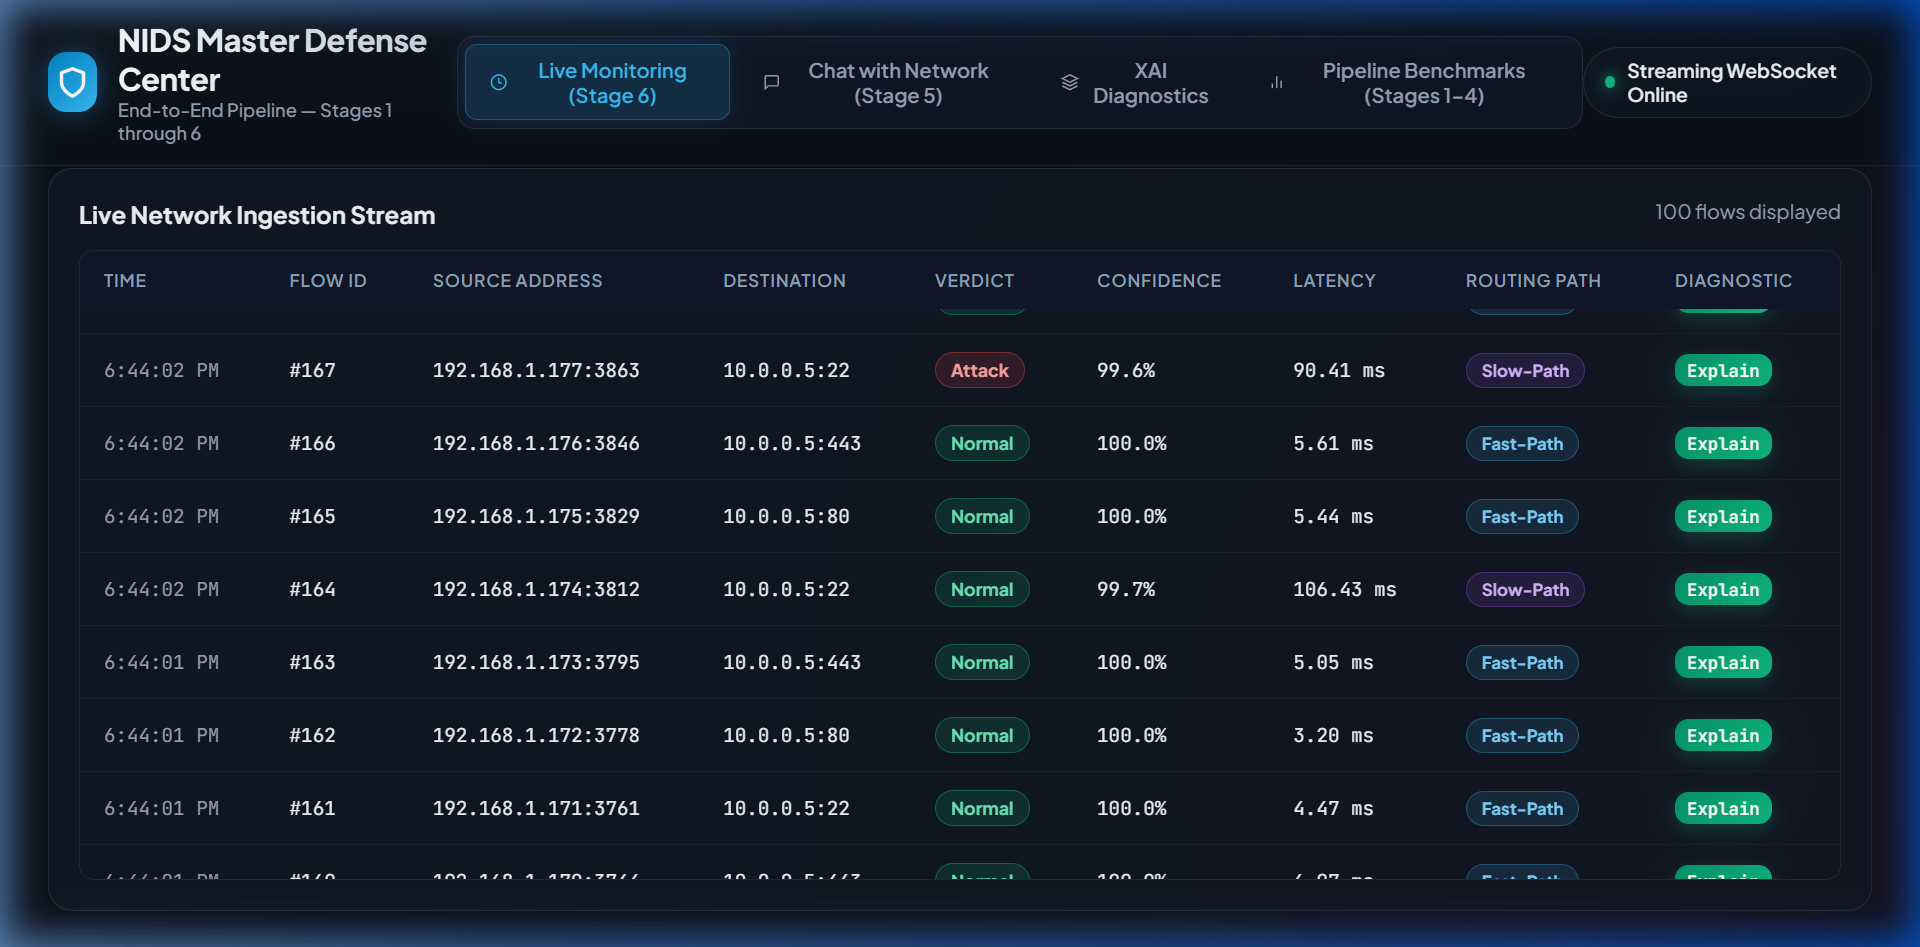 NIDS Master Defense
Center
End-to-End Pipeline — Stages 1
through 6
Live Monitoring
(Stage 6)
Chat with Network
(Stage 5)
XAI
Diagnostics
Pipeline Benchmarks
(Stages 1–4)
Streaming WebSocket
Online
Live Network Ingestion Stream
100 flows displayed
TIME FLOW ID SOURCE ADDRESS DESTINATION VERDICT CONFIDENCE LATENCY ROUTING PATH DIAGNOSTIC
6:44:02 PM #167 192.168.1.177:3863 10.0.0.5:22 Attack 99.6% 90.41 ms Slow-Path Explain
6:44:02 PM #166 192.168.1.176:3846 10.0.0.5:443 Normal 100.0% 5.61 ms Fast-Path Explain
6:44:02 PM #165 192.168.1.175:3829 10.0.0.5:80 Normal 100.0% 5.44 ms Fast-Path Explain
6:44:02 PM #164 192.168.1.174:3812 10.0.0.5:22 Normal 99.7% 106.43 ms Slow-Path Explain
6:44:01 PM #163 192.168.1.173:3795 10.0.0.5:443 Normal 100.0% 5.05 ms Fast-Path Explain
6:44:01 PM #162 192.168.1.172:3778 10.0.0.5:80 Normal 100.0% 3.20 ms Fast-Path Explain
6:44:01 PM #161 192.168.1.171:3761 10.0.0.5:22 Normal 100.0% 4.47 ms Fast-Path Explain